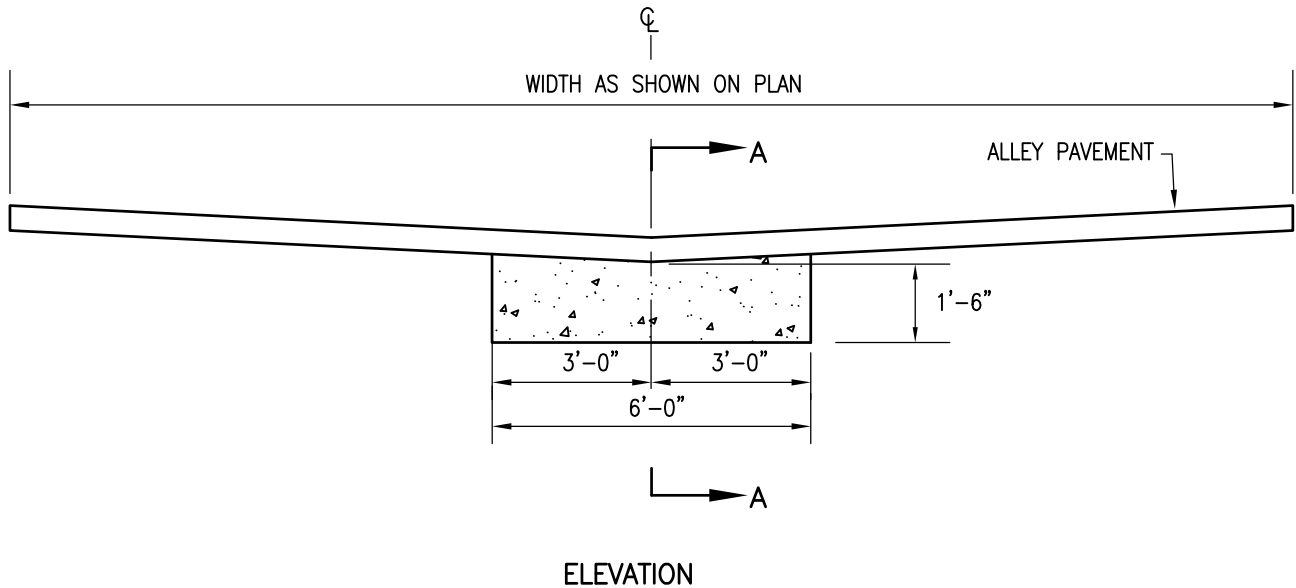 ℄
WIDTH AS SHOWN ON PLAN
A
ALLEY PAVEMENT
1'-6"
3'-0" 3'-0"
6'-0"
A
ELEVATION